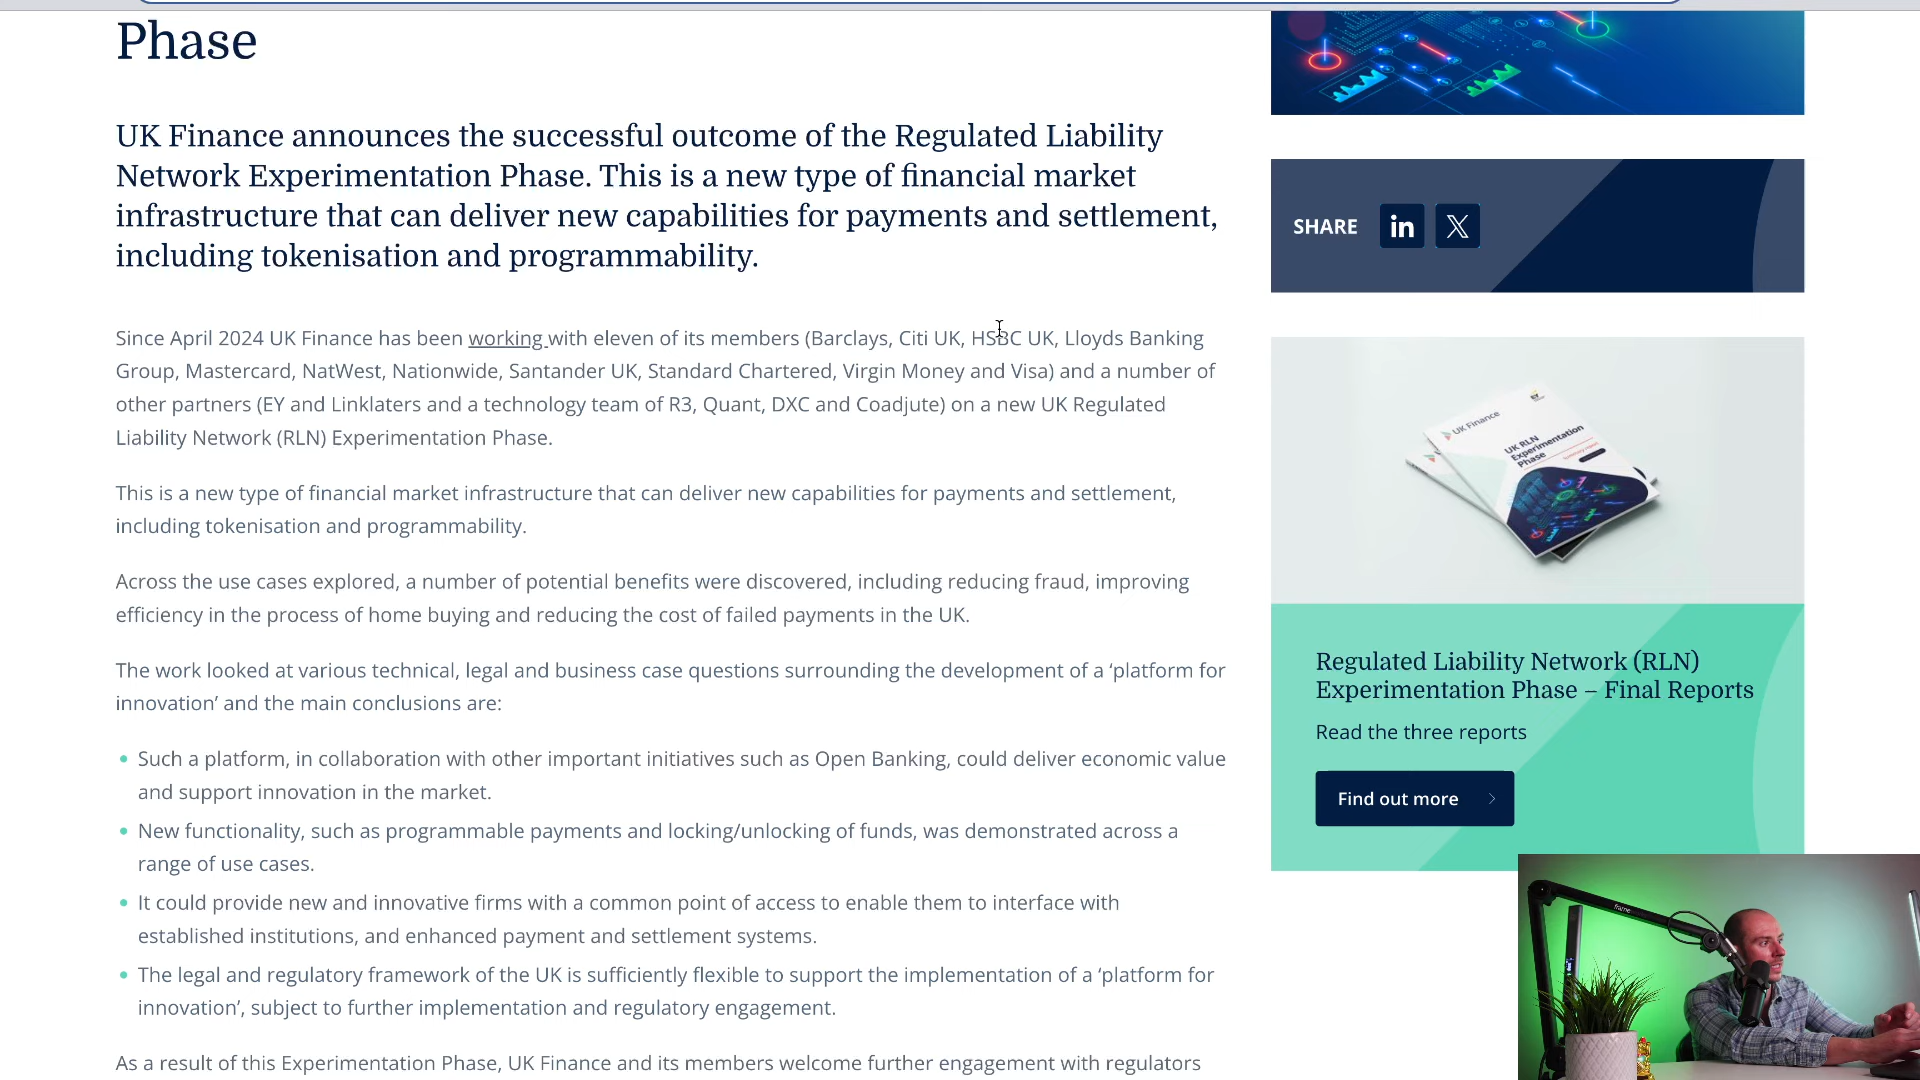 Phase
UK Finance announces the successful outcome of the Regulated Liability
Network Experimentation Phase. This is a new type of financial market
infrastructure that can deliver new capabilities for payments and settlement,
including tokenisation and programmability.
SHARE
Since April 2024 UK Finance has been working with eleven of its members (Barclays, Citi UK, HSBC UK, Lloyds Banking
Group, Mastercard, NatWest, Nationwide, Santander UK, Standard Chartered, Virgin Money and Visa) and a number of
other partners (EY and Linklaters and a technology team of R3, Quant, DXC and Coadjute) on a new UK Regulated
Liability Network (RLN) Experimentation Phase.
This is a new type of financial market infrastructure that can deliver new capabilities for payments and settlement,
including tokenisation and programmability.
Across the use cases explored, a number of potential benefits were discovered, including reducing fraud, improving
efficiency in the process of home buying and reducing the cost of failed payments in the UK.
The work looked at various technical, legal and business case questions surrounding the development of a ‘platform for
innovation’ and the main conclusions are:
Such a platform, in collaboration with other important initiatives such as Open Banking, could deliver economic value
and support innovation in the market.
New functionality, such as programmable payments and locking/unlocking of funds, was demonstrated across a
range of use cases.
It could provide new and innovative firms with a common point of access to enable them to interface with
established institutions, and enhanced payment and settlement systems.
The legal and regulatory framework of the UK is sufficiently flexible to support the implementation of a ‘platform for
innovation’, subject to further implementation and regulatory engagement.
As a result of this Experimentation Phase, UK Finance and its members welcome further engagement with regulators
UK Finance
UK RLN
Experimentation
Phase
Regulated Liability Network (RLN)
Experimentation Phase – Final Reports
Read the three reports
Find out more
frame